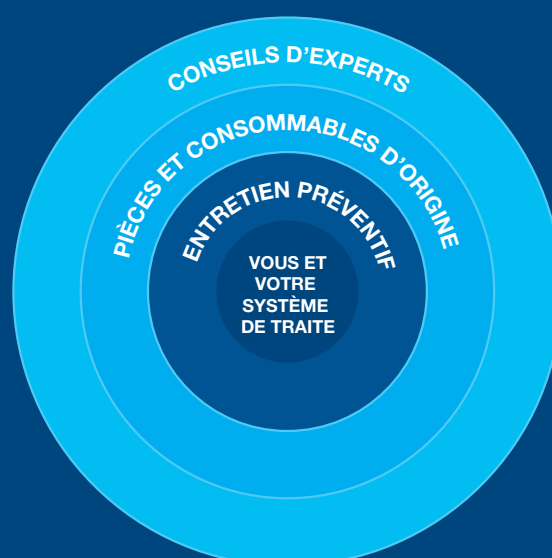 CONSEILS D'EXPERTS
PIÈCES ET CONSOMMABLES D'ORIGINE
ENTRETIEN PRÉVENTIF
VOUS ET
VOTRE
SYSTÈME
DE TRAITE